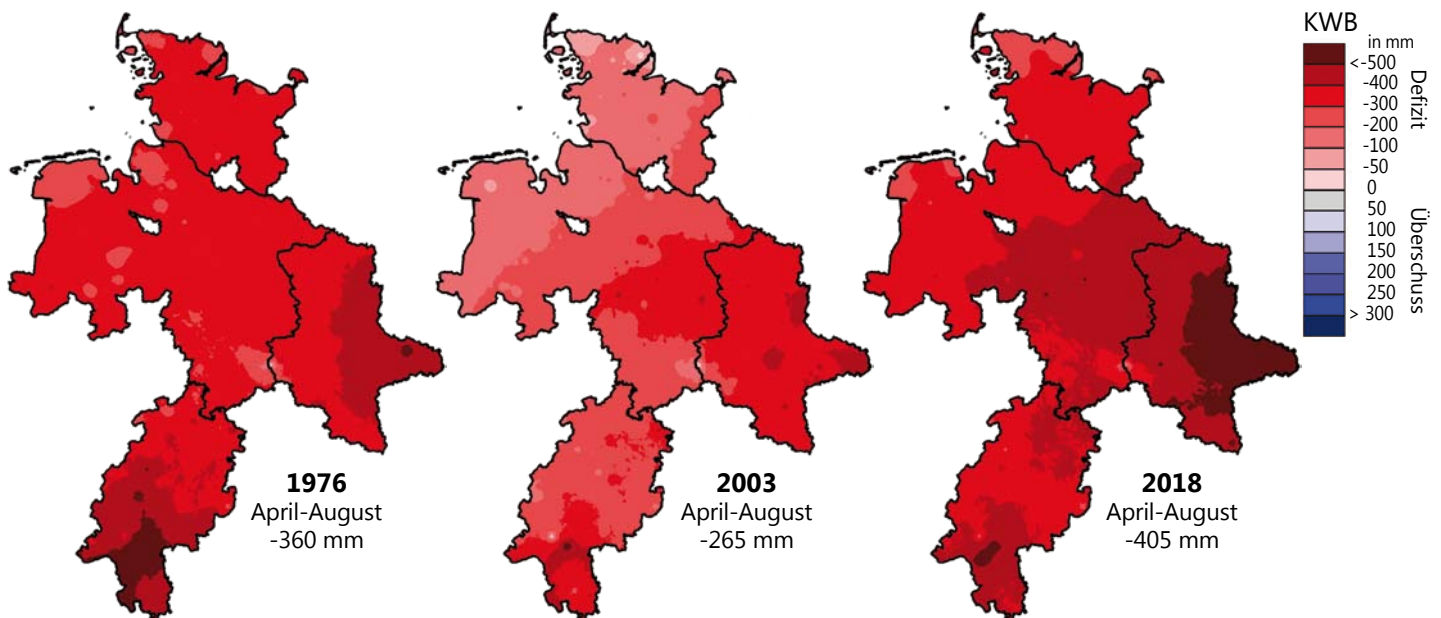 1976
April-August
-360 mm
2003
April-August
-265 mm
2018
April-August
-405 mm
KWB
in mm
<-500
-400
-300
-200
-100
-50
0
50
100
150
200
250
> 300
Defizit
Überschuss